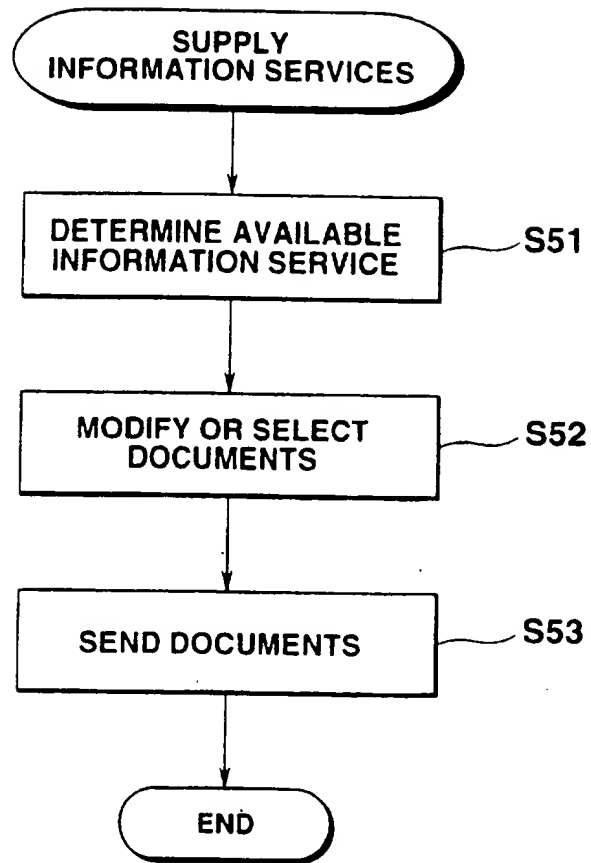 SUPPLY
INFORMATION SERVICES
DETERMINE AVAILABLE
INFORMATION SERVICE
S51
MODIFY OR SELECT
DOCUMENTS
S52
SEND DOCUMENTS
S53
END